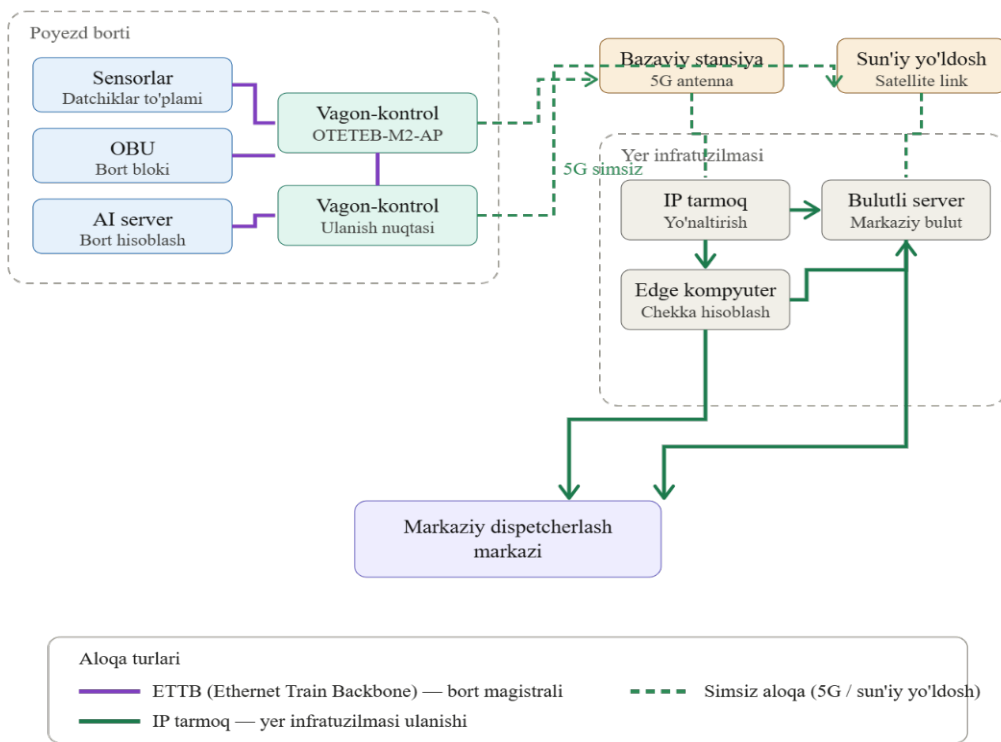 Poyezd borti
Sensorlar
Datchiklar to'plami
OBU
Bort bloki
AI server
Bort hisoblash
Vagon-kontrol
OTETEB-M2-AP
Vagon-kontrol
Ulanish nuqtasi
Bazaviy stansiya
5G antenna
Sun'iy yo'ldosh
Satellite link
5G simsiz
Yer infratuzilmasi
IP tarmoq
Yo'naltirish
Bulutli server
Markaziy bulut
Edge kompyuter
Chekka hisoblash
Markaziy dispetcherlash
markazi
Aloqa turlari
ETTB (Ethernet Train Backbone) — bort magistrali
Simsiz aloqa (5G / sun'iy yo'ldosh)
IP tarmoq — yer infratuzilmasi ulanishi